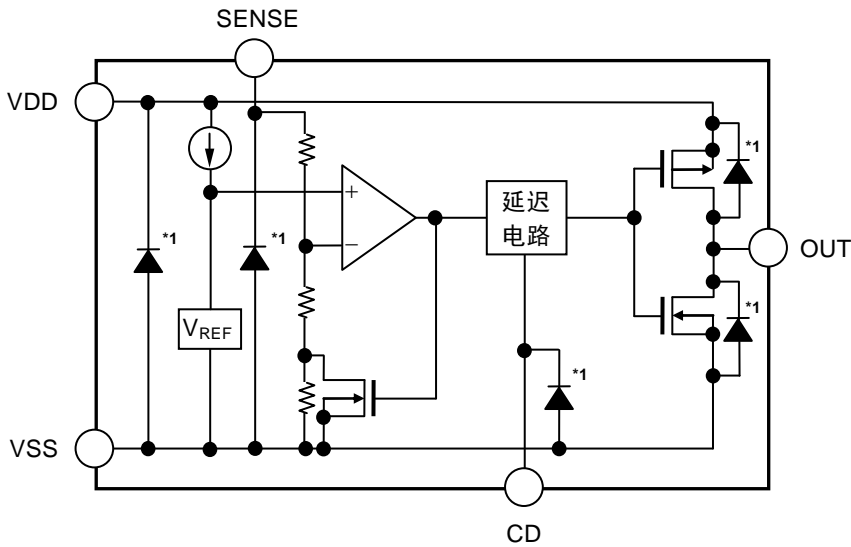 SENSE
VDD
*1
*1
*1
+
−
延迟
电路
OUT
VREF
*1
*1
VSS
CD